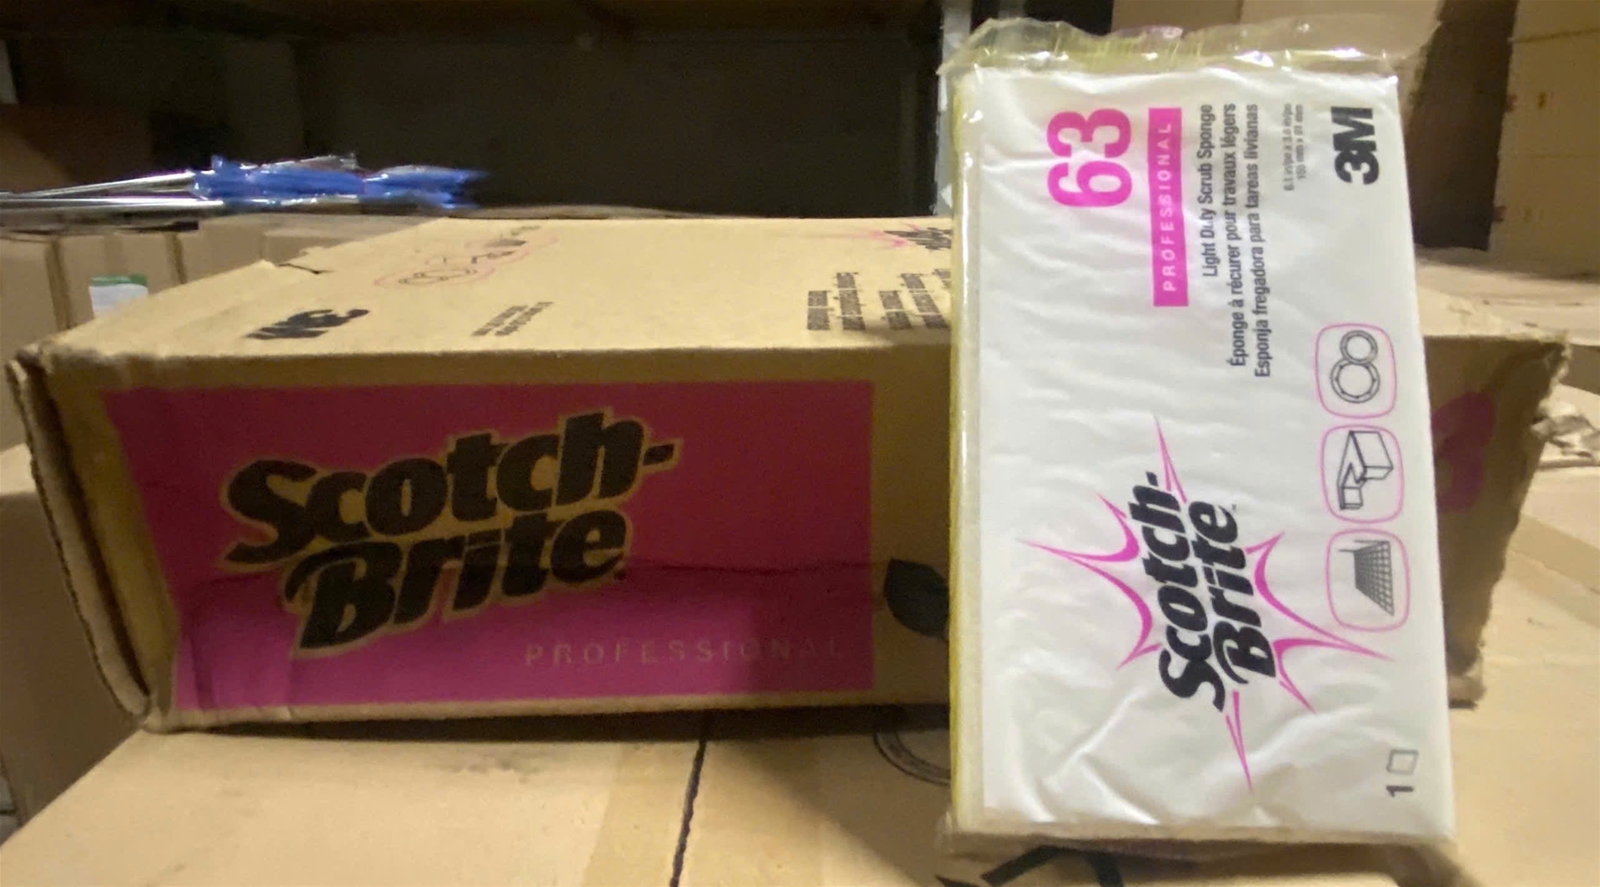 Scotch-
Brite
PROFESSIONAL
3M
63
PROFESSIONAL
Light Duty Scrub Sponge
Éponge à récurer pour travaux légers
Esponja fregadora para tareas livianas
3M
Scotch-
Brite
1